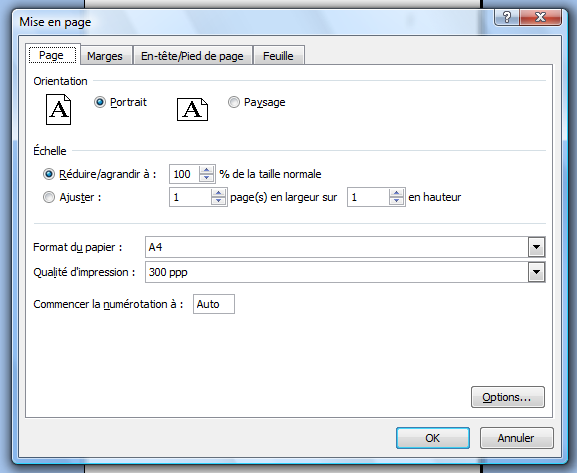 Mise en page
Page Marges En-tête/Pied de page Feuille
Orientation
A Portrait A Paysage
Échelle
Réduire/agrandir à : 100 % de la taille normale
Ajuster : 1 page(s) en largeur sur 1 en hauteur
Format du papier : A4
Qualité d'impression : 300 ppp
Commencer la numérotation à : Auto
Options...
OK Annuler